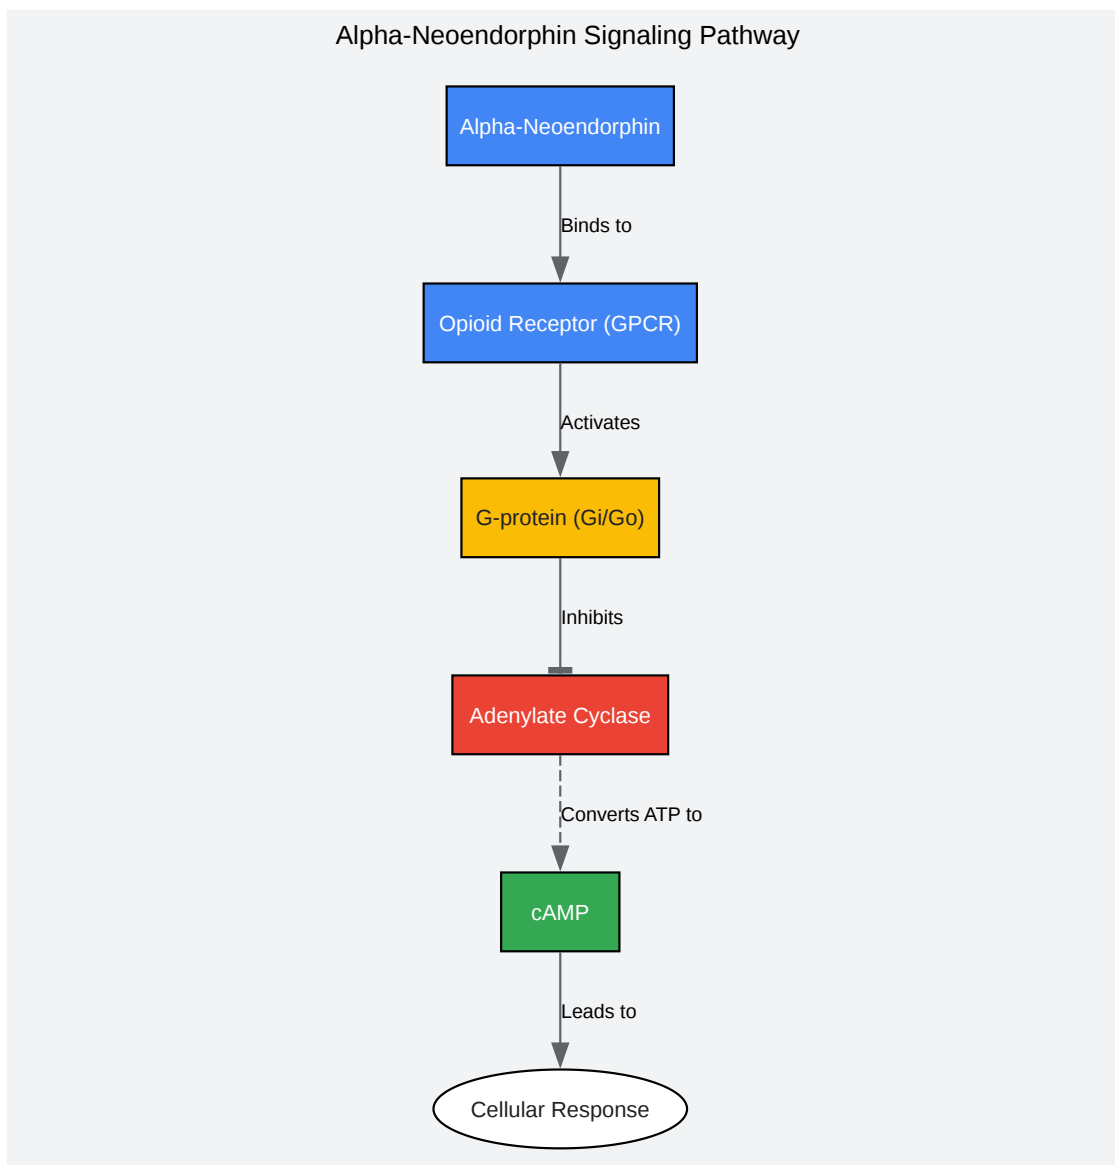 Alpha-Neoendorphin Signaling Pathway
Alpha-Neoendorphin
Binds to
Opioid Receptor (GPCR)
Activates
G-protein (Gi/Go)
Inhibits
Adenylate Cyclase
Converts ATP to
cAMP
Leads to
Cellular Response